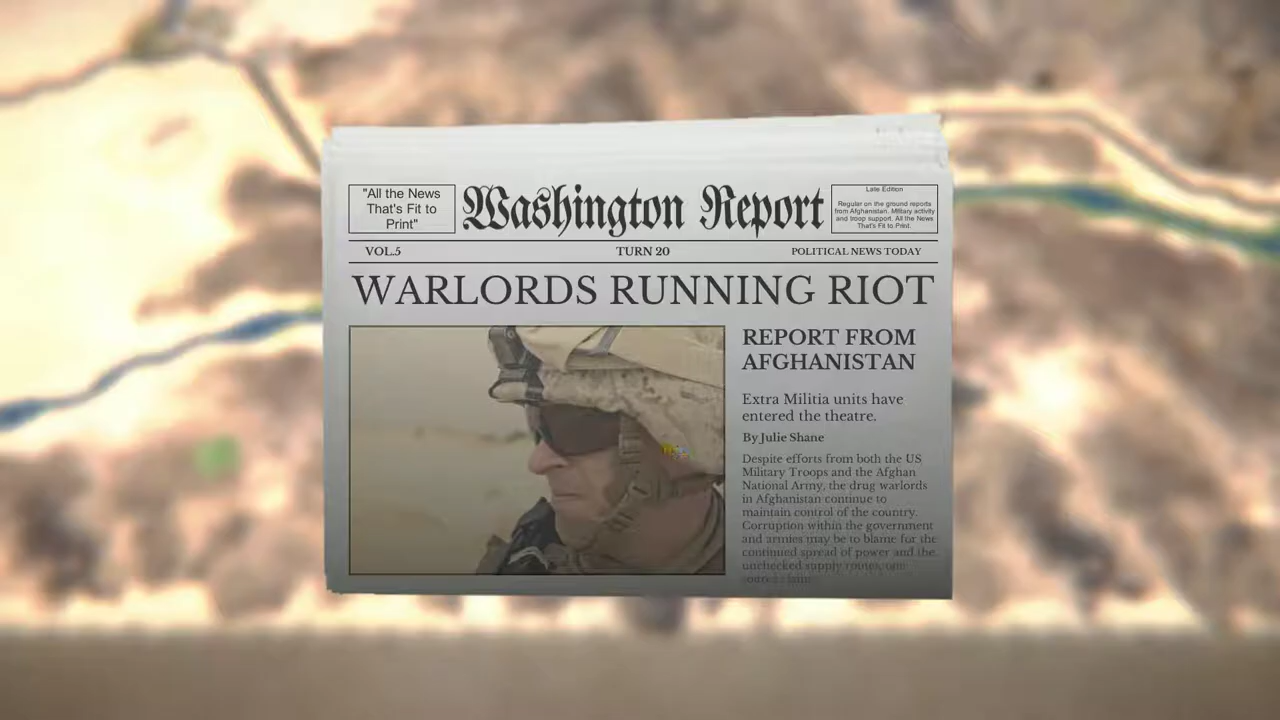 "All the News
That's Fit to
Print"
Washington Report
Late Edition
Regular on the ground reports
from Afghanistan. Military activity
and troop support. All the News
That's Fit to Print.
VOL.5
TURN 20
POLITICAL NEWS TODAY
WARLORDS RUNNING RIOT
REPORT FROM
AFGHANISTAN
Extra Militia units have
entered the theatre.
By Julie Shane
Despite efforts from both the US
Military Troops and the Afghan
National Army, the drug warlords
in Afghanistan continue to
maintain control of the country.
Corruption within the government
and armies may be to blame for the
continued spread of power and the
unchecked supply routes, one